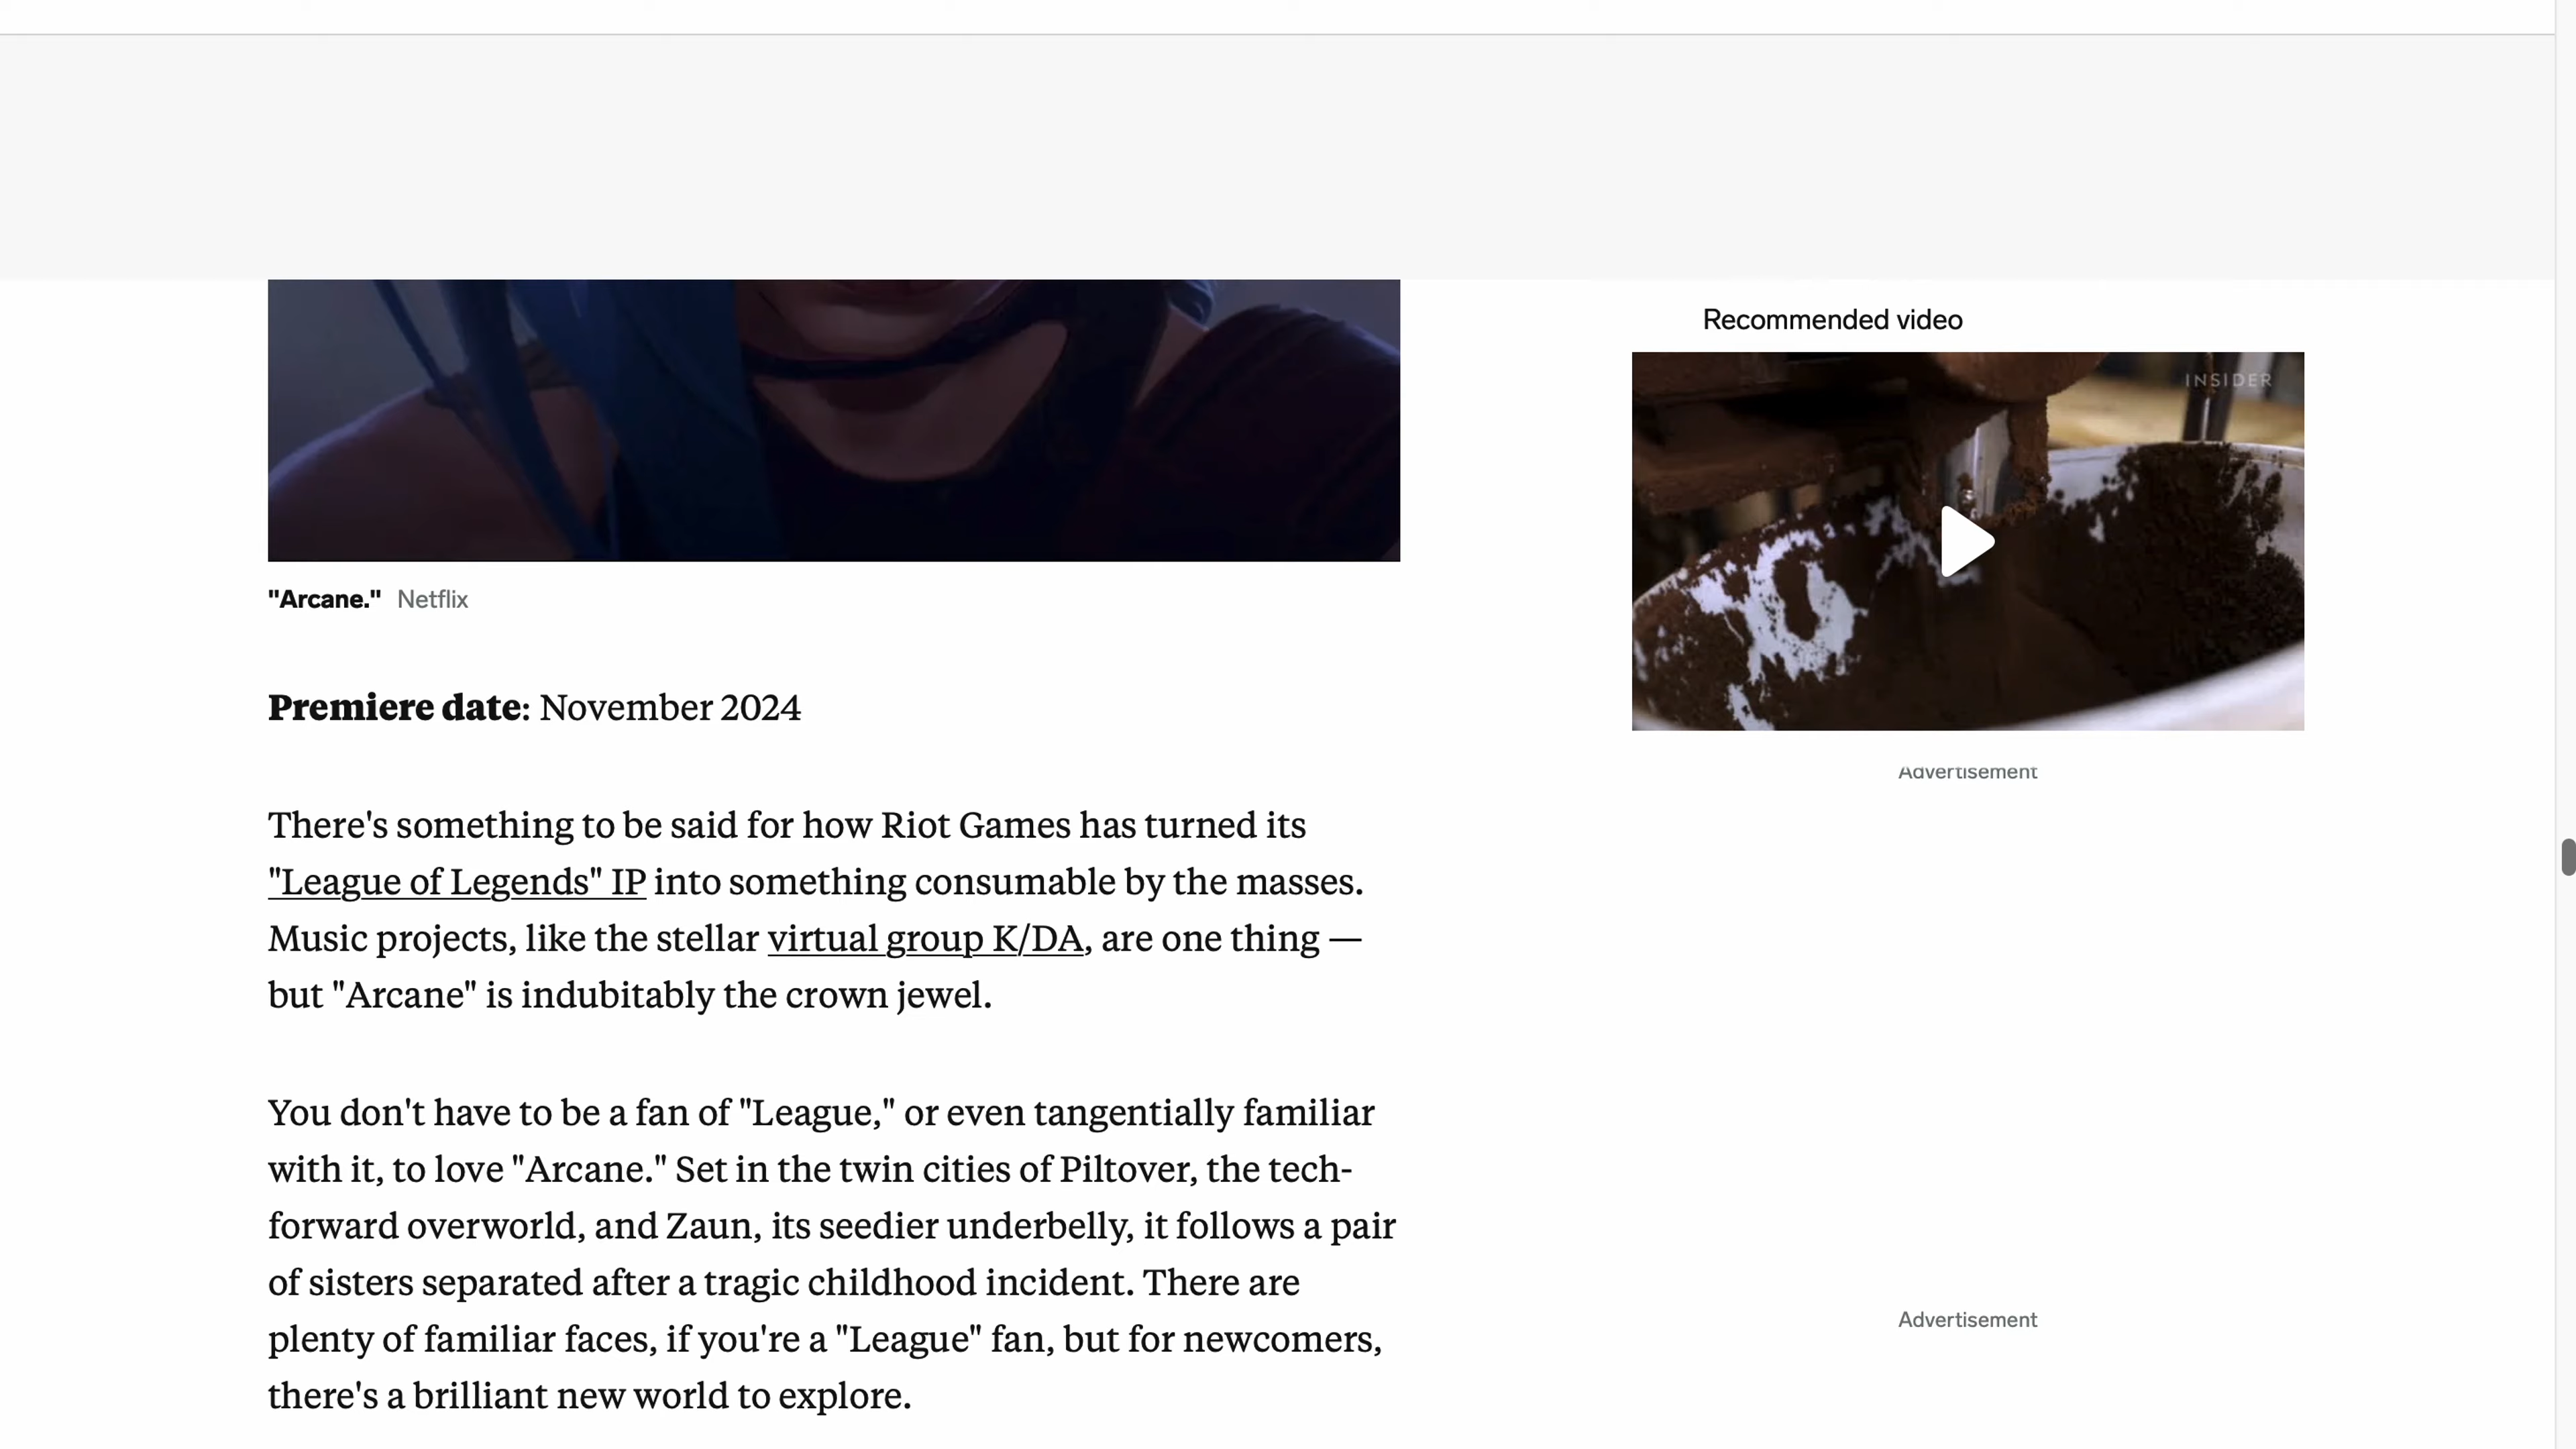 Recommended video
INSIDER
"Arcane." Netflix
Advertisement
Premiere date: November 2024
There's something to be said for how Riot Games has turned its
"League of Legends" IP into something consumable by the masses.
Music projects, like the stellar virtual group K/DA, are one thing —
but "Arcane" is indubitably the crown jewel.
You don't have to be a fan of "League," or even tangentially familiar
with it, to love "Arcane." Set in the twin cities of Piltover, the tech-
forward overworld, and Zaun, its seedier underbelly, it follows a pair
of sisters separated after a tragic childhood incident. There are
plenty of familiar faces, if you're a "League" fan, but for newcomers,
there's a brilliant new world to explore.
Advertisement